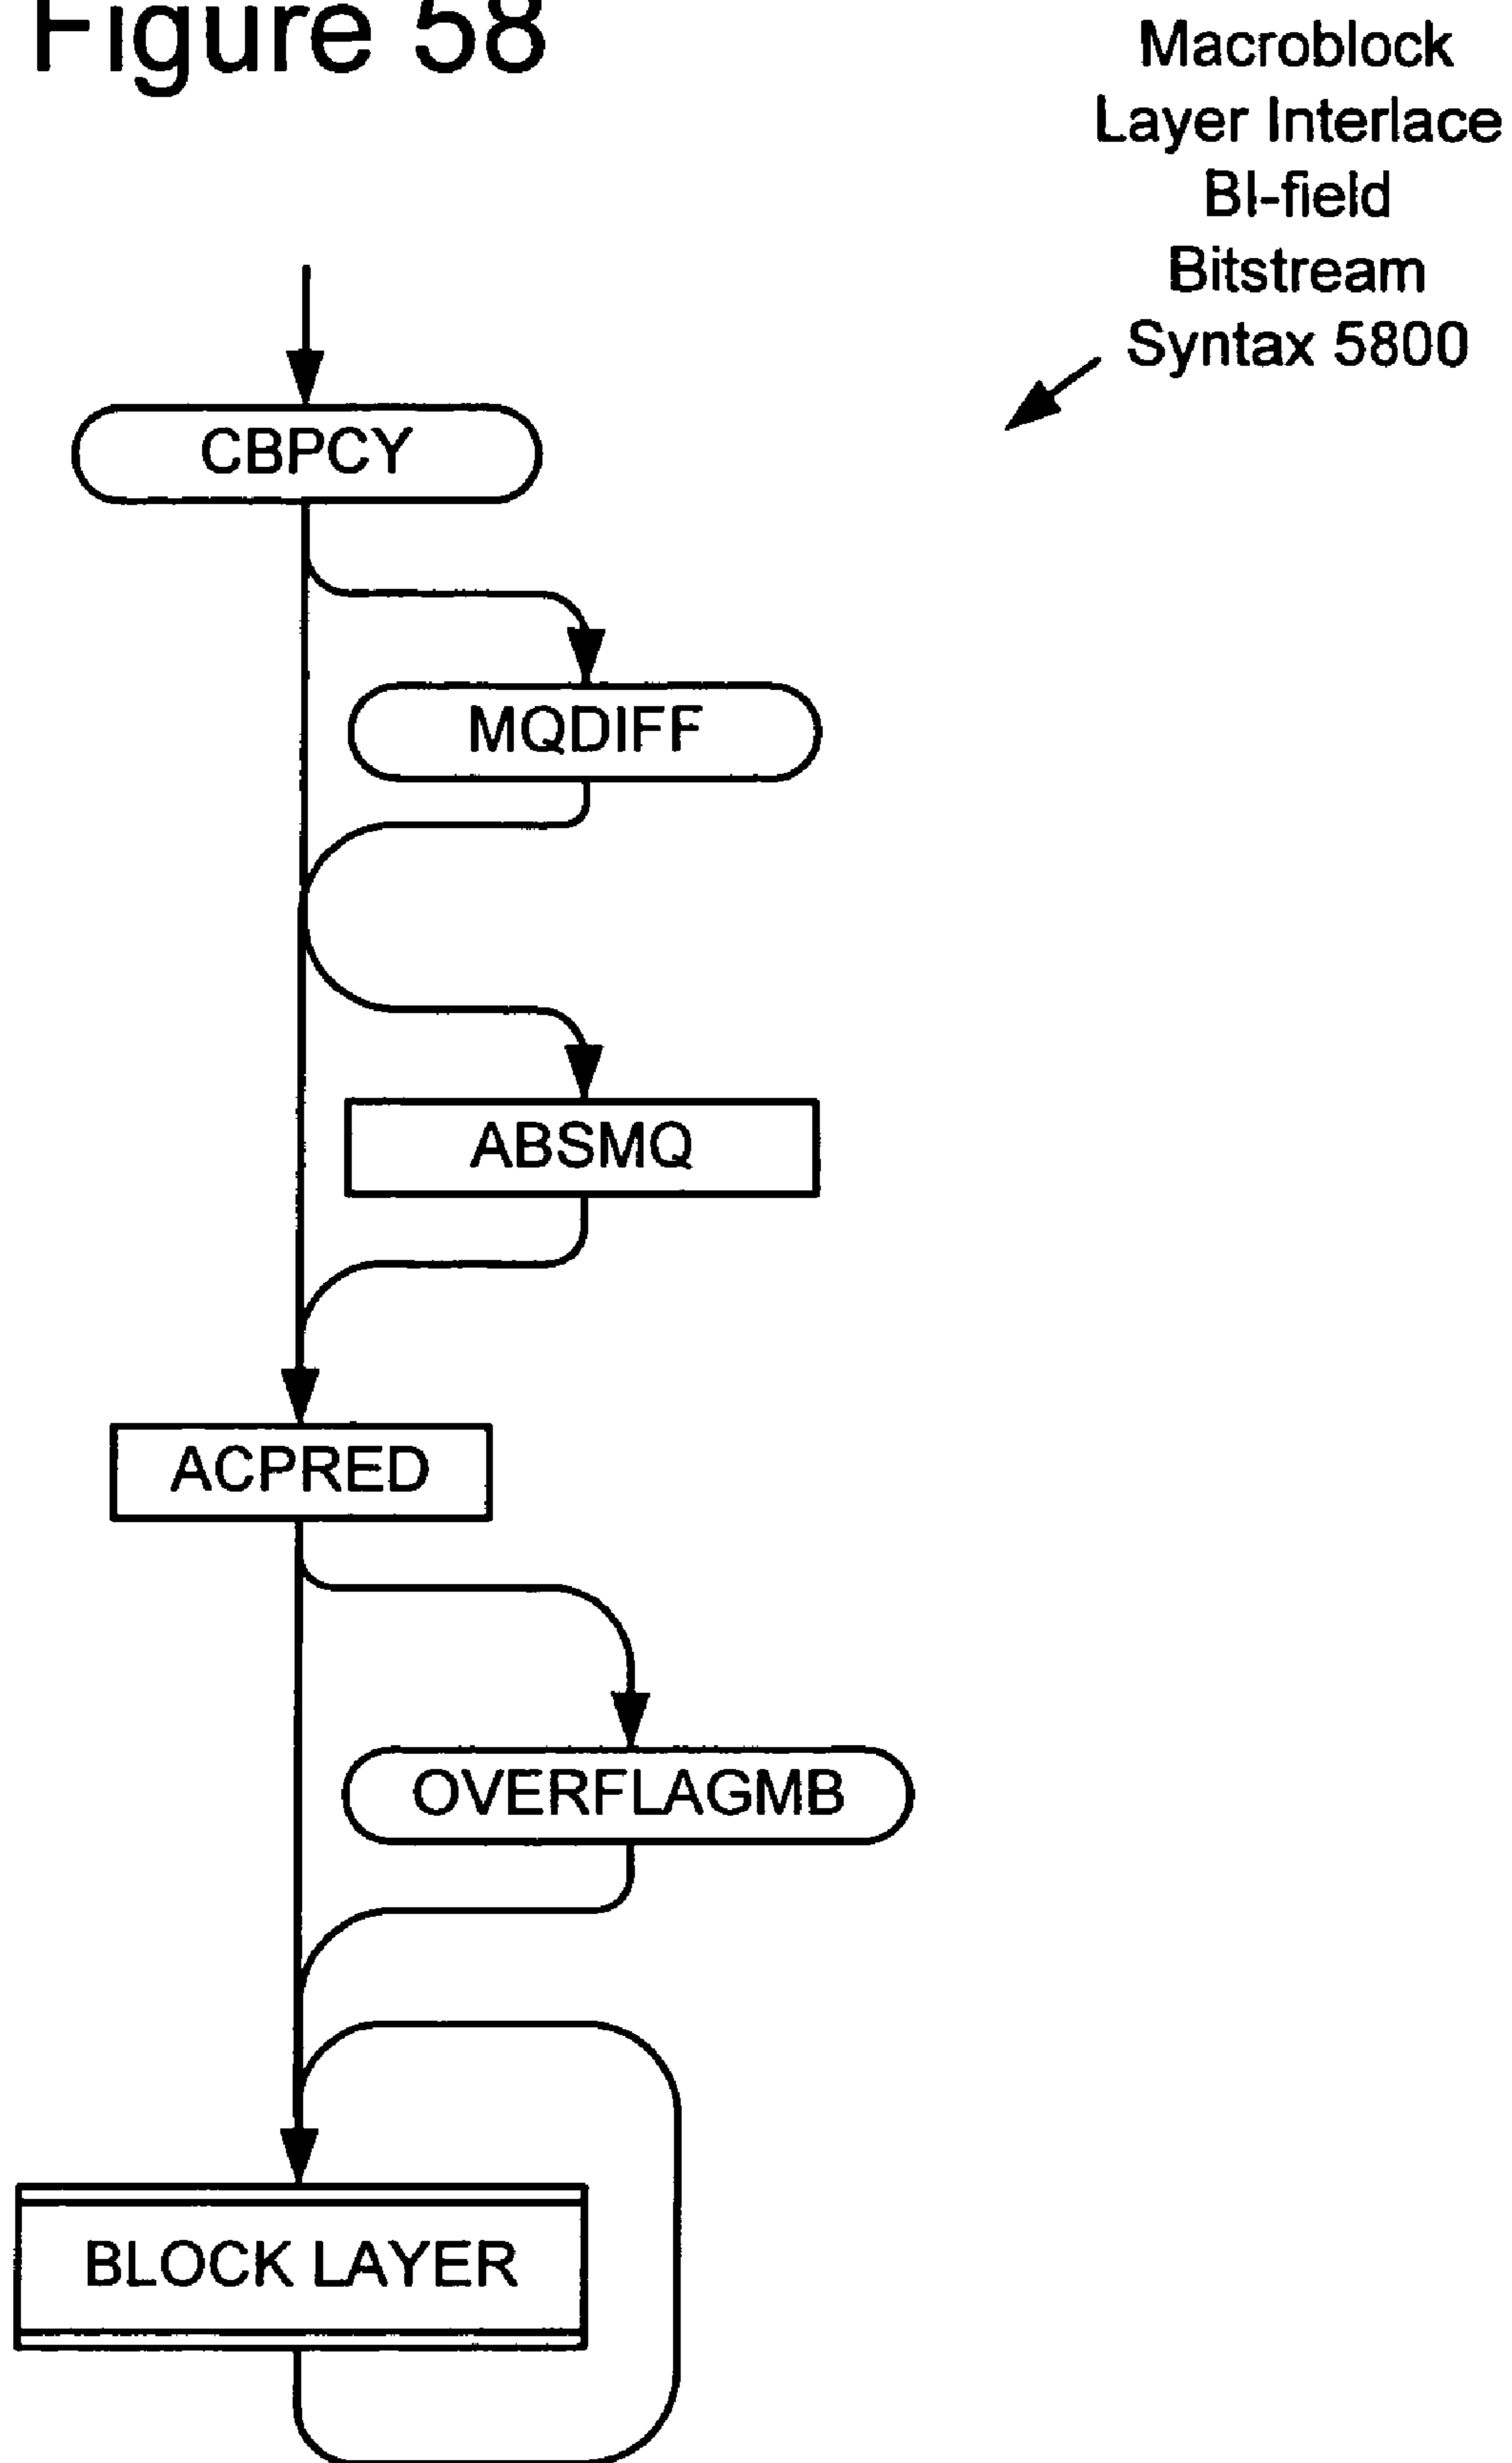 Figure 58
Macroblock
Layer Interlace
BI-field
Bitstream
Syntax 5800
CBPCY
MQDIFF
ABSMQ
ACPRED
OVERFLAGMB
BLOCK LAYER